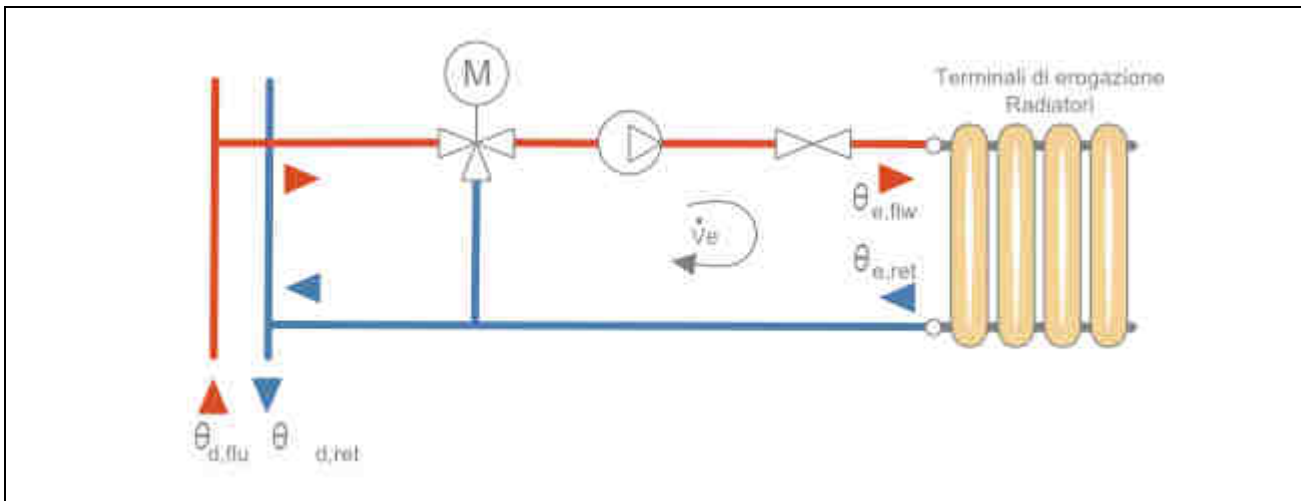 M
Terminali di erogazione
Radiatori
θe,flw
V̇e
θe,ret
θd,flu θ d,ret